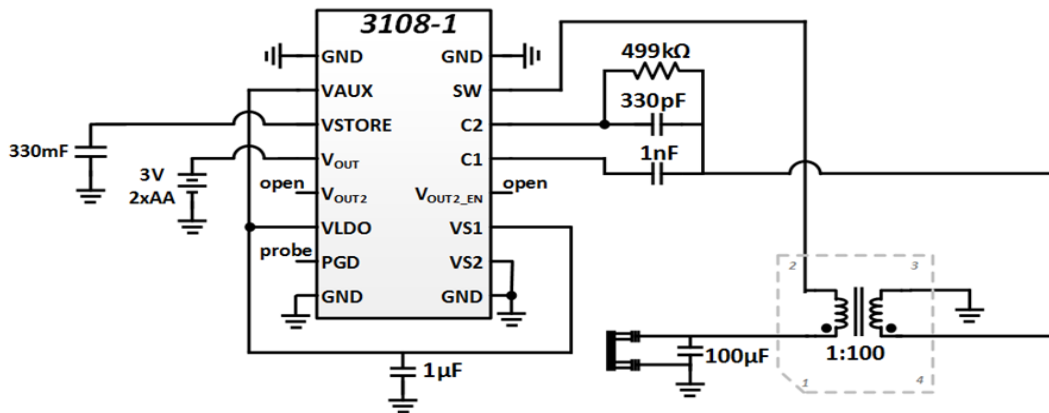 3108-1
GND GND
VAUX SW
VSTORE C2
VOUT C1
VOUT2 VOUT2_EN
VLDO VS1
PGD VS2
GND GND
330mF
3V
2xAA
open
probe
open
499kΩ
330pF
1nF
1µF
100µF
1:100
2
3
1
4